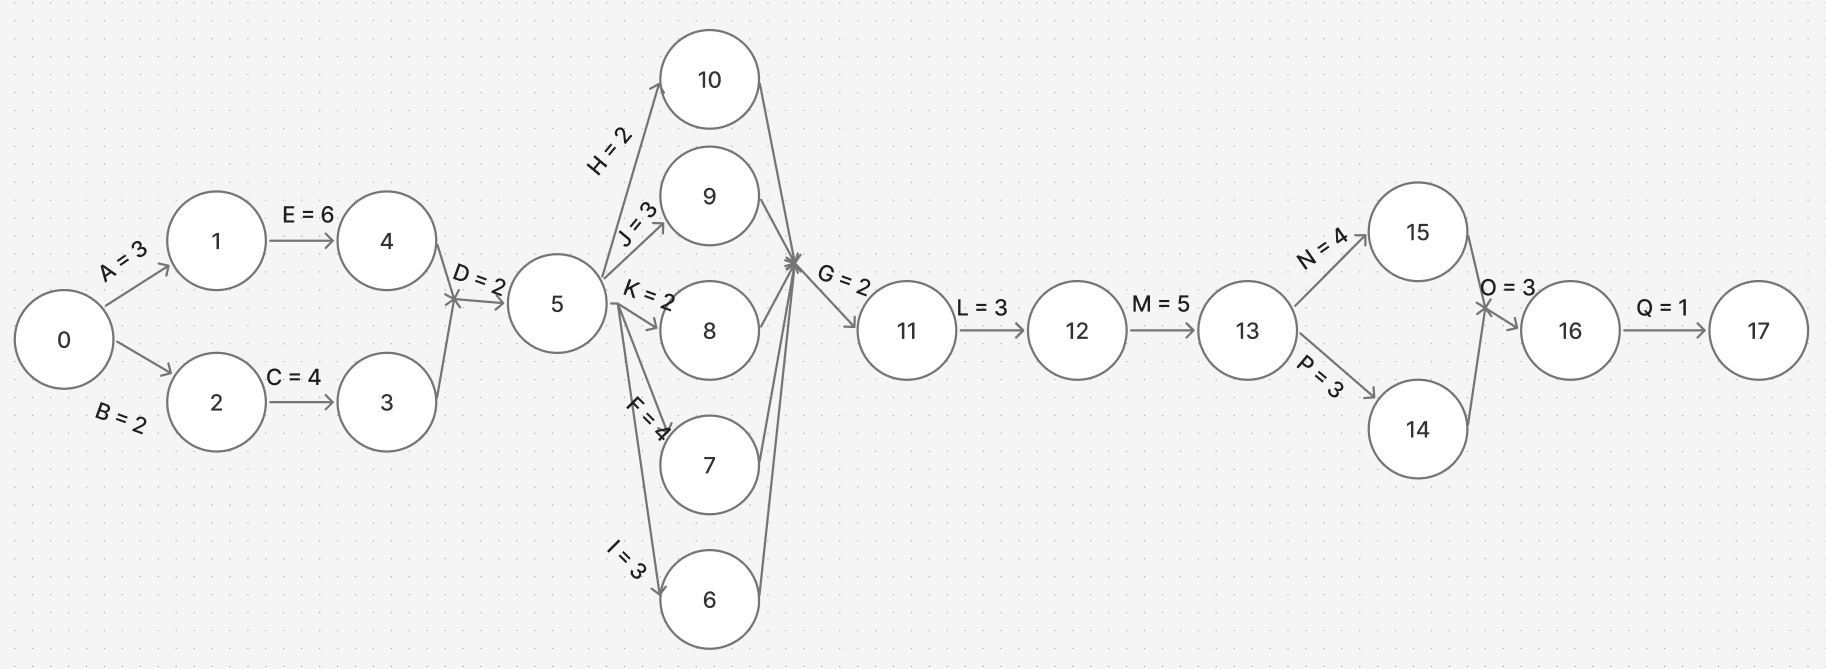 10
H = 2
9
J = 3
1
E = 6
4
A = 3
D = 2
5
K = 2
8
G = 2
11
L = 3
12
M = 5
13
N = 4
15
O = 3
16
Q = 1
17
0
B = 2
2
C = 4
3
F = 4
7
P = 3
14
I = 3
6